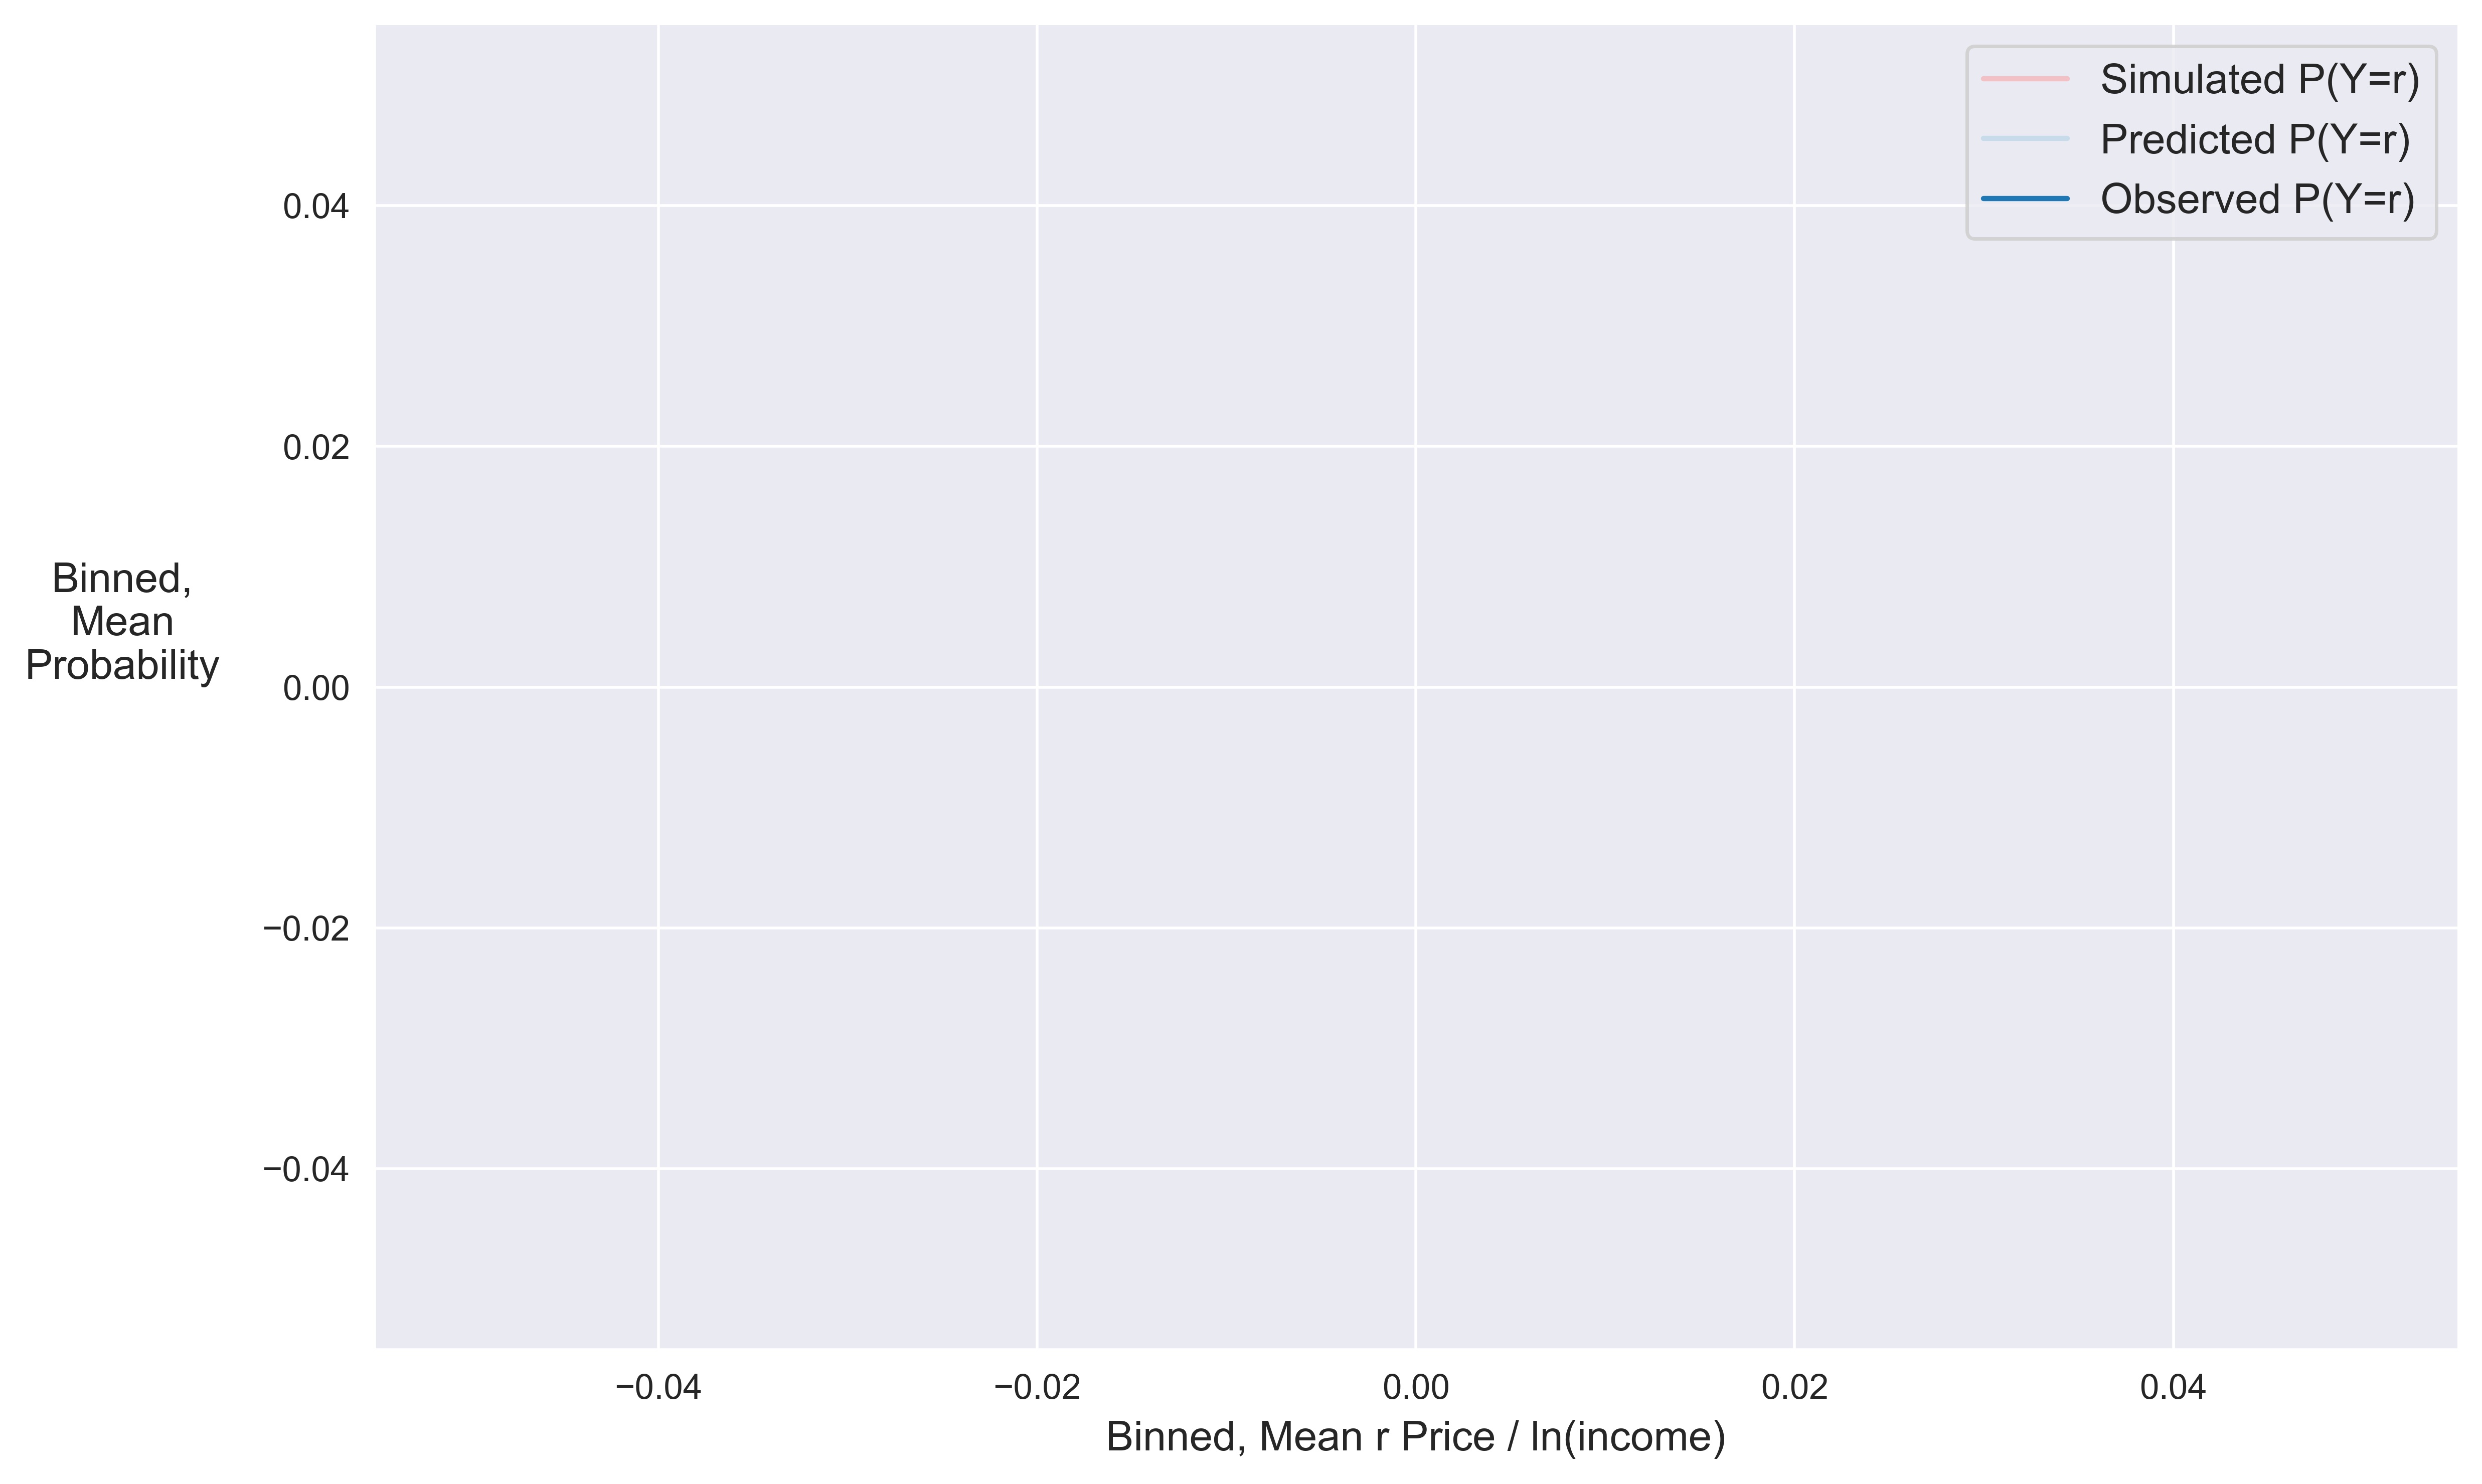 Simulated P(Y=r)
Predicted P(Y=r)
Observed P(Y=r)
0.04
0.02
Binned,
Mean
Probability
0.00
−0.02
−0.04
−0.04
−0.02
0.00
0.02
0.04
Binned, Mean r Price / ln(income)